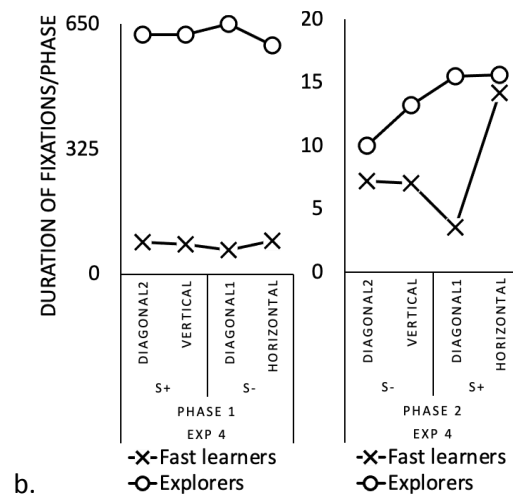 DURATION OF FIXATIONS/PHASE
650
325
0
DIAGONAL2
VERTICAL
DIAGONAL1
HORIZONTAL
S+
S-
PHASE 1
EXP 4
-X-Fast learners
-O-Explorers
20
15
10
5
0
DIAGONAL2
VERTICAL
DIAGONAL1
HORIZONTAL
S-
S+
PHASE 2
EXP 4
-X-Fast learners
-O-Explorers
b.